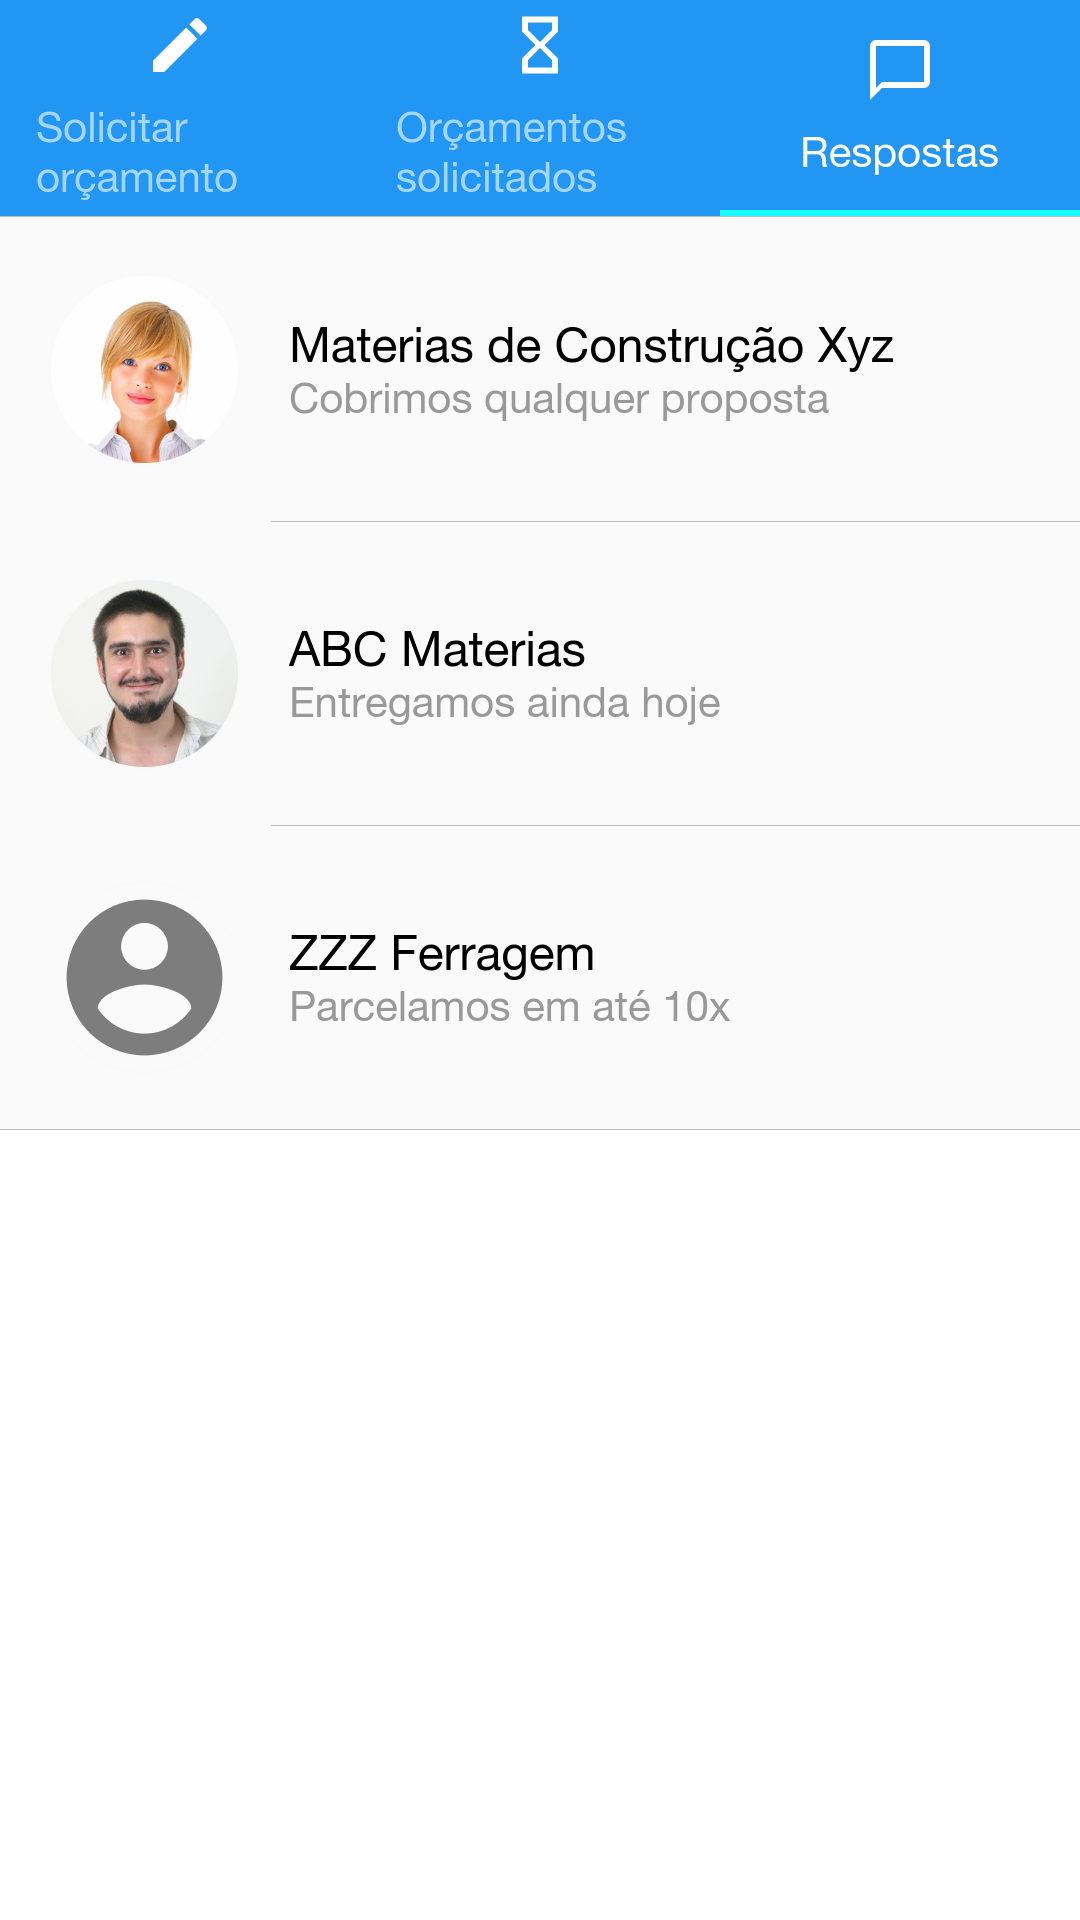 Solicitar
orçamento
Orçamentos
solicitados
Respostas
Materias de Construção Xyz
Cobrimos qualquer proposta
ABC Materias
Entregamos ainda hoje
ZZZ Ferragem
Parcelamos em até 10x